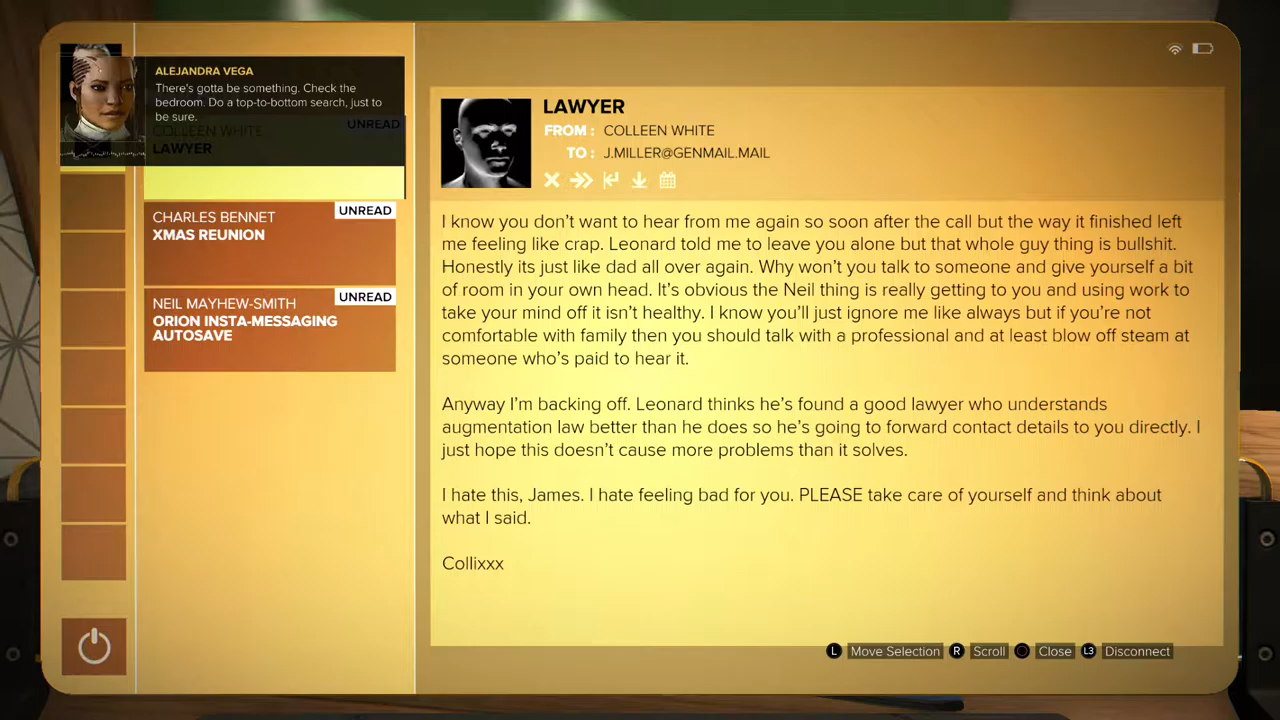 ALEJANDRA VEGA
There's gotta be something. Check the
bedroom. Do a top-to-bottom search, just to
be sure.
COLLEEN WHITE
UNREAD
LAWYER
CHARLES BENNET
UNREAD
XMAS REUNION
NEIL MAYHEW-SMITH
UNREAD
ORION INSTA-MESSAGING
AUTOSAVE
LAWYER
FROM : COLLEEN WHITE
TO : J.MILLER@GENMAIL.MAIL
I know you don't want to hear from me again so soon after the call but the way it finished left
me feeling like crap. Leonard told me to leave you alone but that whole guy thing is bullshit.
Honestly its just like dad all over again. Why won't you talk to someone and give yourself a bit
of room in your own head. It's obvious the Neil thing is really getting to you and using work to
take your mind off it isn't healthy. I know you'll just ignore me like always but if you're not
comfortable with family then you should talk with a professional and at least blow off steam at
someone who's paid to hear it.
Anyway I'm backing off. Leonard thinks he's found a good lawyer who understands
augmentation law better than he does so he's going to forward contact details to you directly. I
just hope this doesn't cause more problems than it solves.
I hate this, James. I hate feeling bad for you. PLEASE take care of yourself and think about
what I said.
Collixxx
L Move Selection R Scroll Close L3 Disconnect